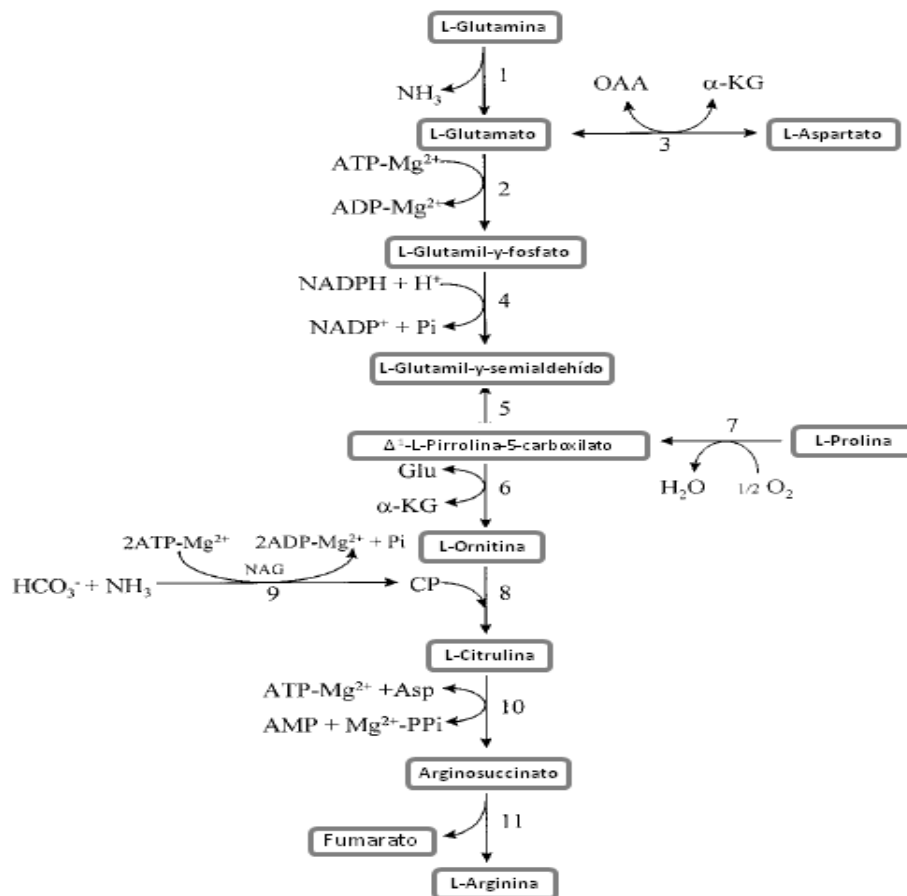 L-Glutamina
1
NH₃
OAA
α-KG
L-Glutamato
3
L-Aspartato
ATP-Mg²⁺
2
ADP-Mg²⁺
L-Glutamil-y-fosfato
NADPH + H⁺
4
NADP⁺ + Pi
L-Glutamil-y-semialdehído
5
7
Δ¹-L-Pirrolina-5-carboxilato
L-Prolina
Glu
6
H₂O
1/2 O₂
α-KG
2ATP-Mg²⁺
2ADP-Mg²⁺ + Pi
L-Ornitina
NAG
HCO₃⁻ + NH₃
9
CP
8
L-Citrulina
ATP-Mg²⁺ +Asp
10
AMP + Mg²⁺-PPi
Arginosuccinato
11
Fumarato
L-Arginina